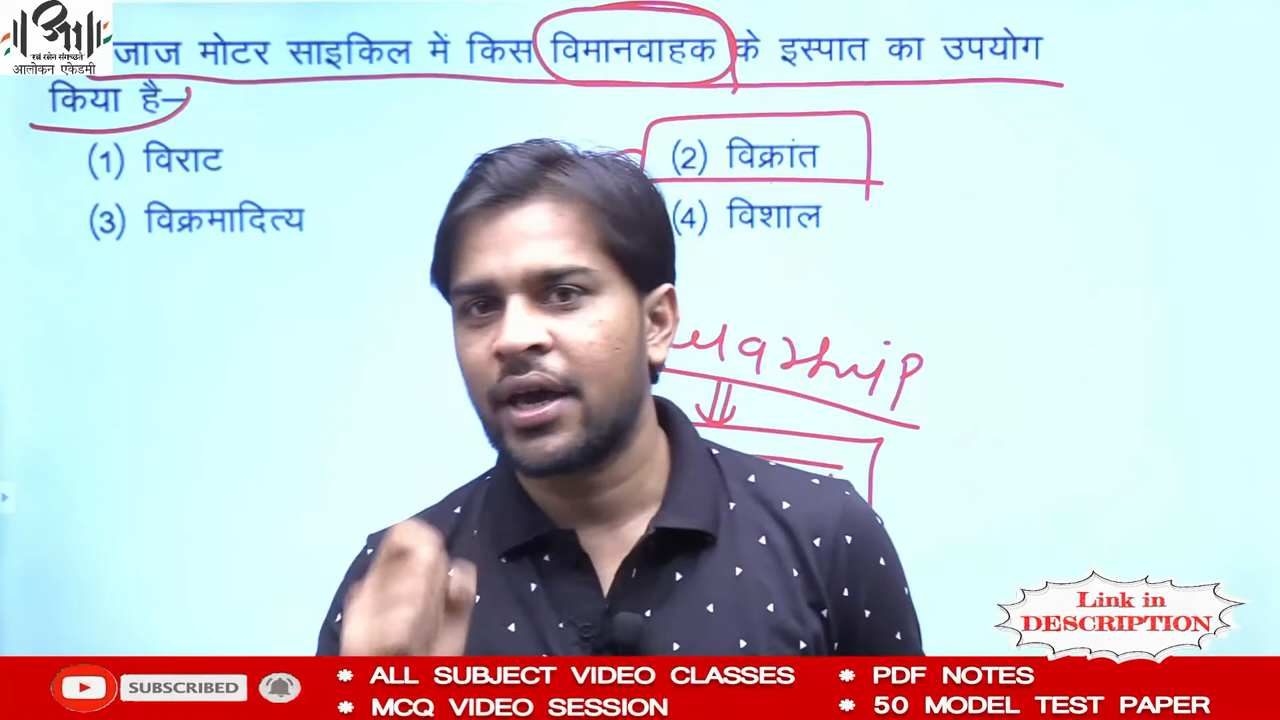 जाज मोटर साइकिल में किस विमानवाहक के इस्पात का उपयोग
किया है–
(1) विराट
(2) विक्रांत
(3) विक्रमादित्य
(4) विशाल
आलोकन एकेडमी
Link in
DESCRIPTION
SUBSCRIBED
* ALL SUBJECT VIDEO CLASSES
* PDF NOTES
* MCQ VIDEO SESSION
* 50 MODEL TEST PAPER